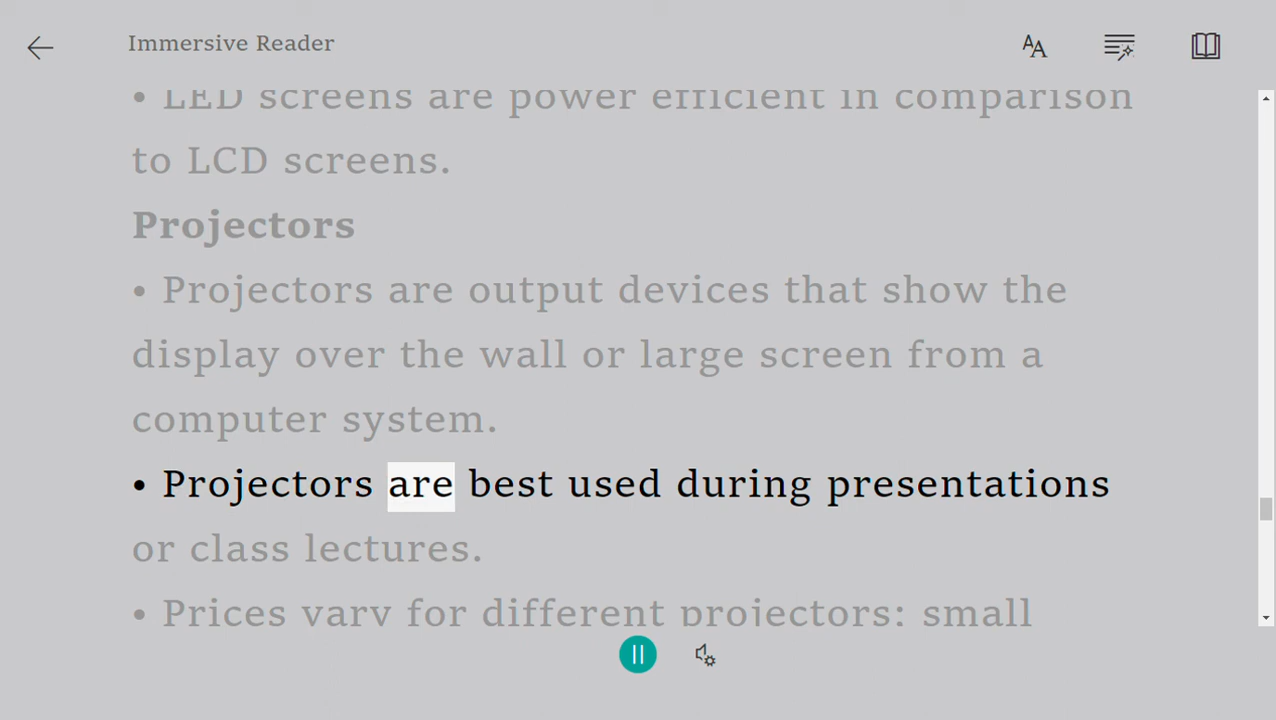 Immersive Reader
• LED screens are power efficient in comparison
to LCD screens.
Projectors
• Projectors are output devices that show the
display over the wall or large screen from a
computer system.
• Projectors are best used during presentations
or class lectures.
• Prices vary for different projectors: small